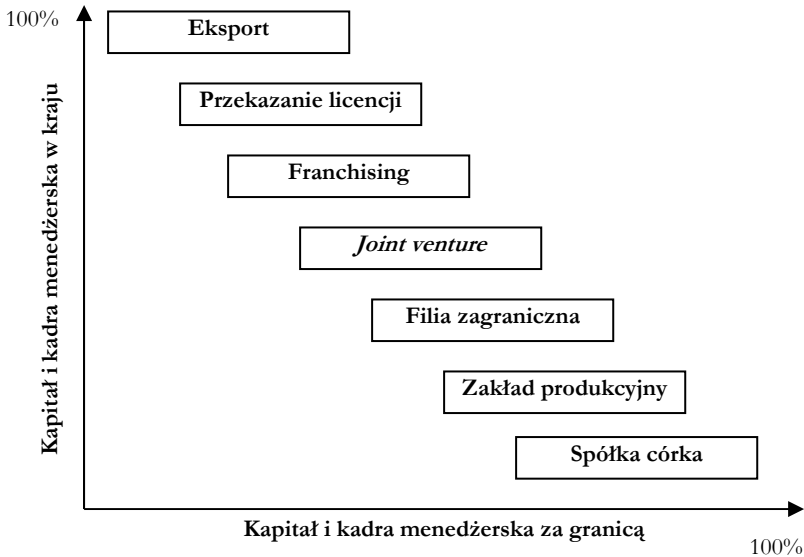 100%
Eksport
Przekazanie licencji
Franchising
Joint venture
Filia zagraniczna
Zakład produkcyjny
Spółka córka
Kapitał i kadra menedżerska w kraju
Kapitał i kadra menedżerska za granicą
100%